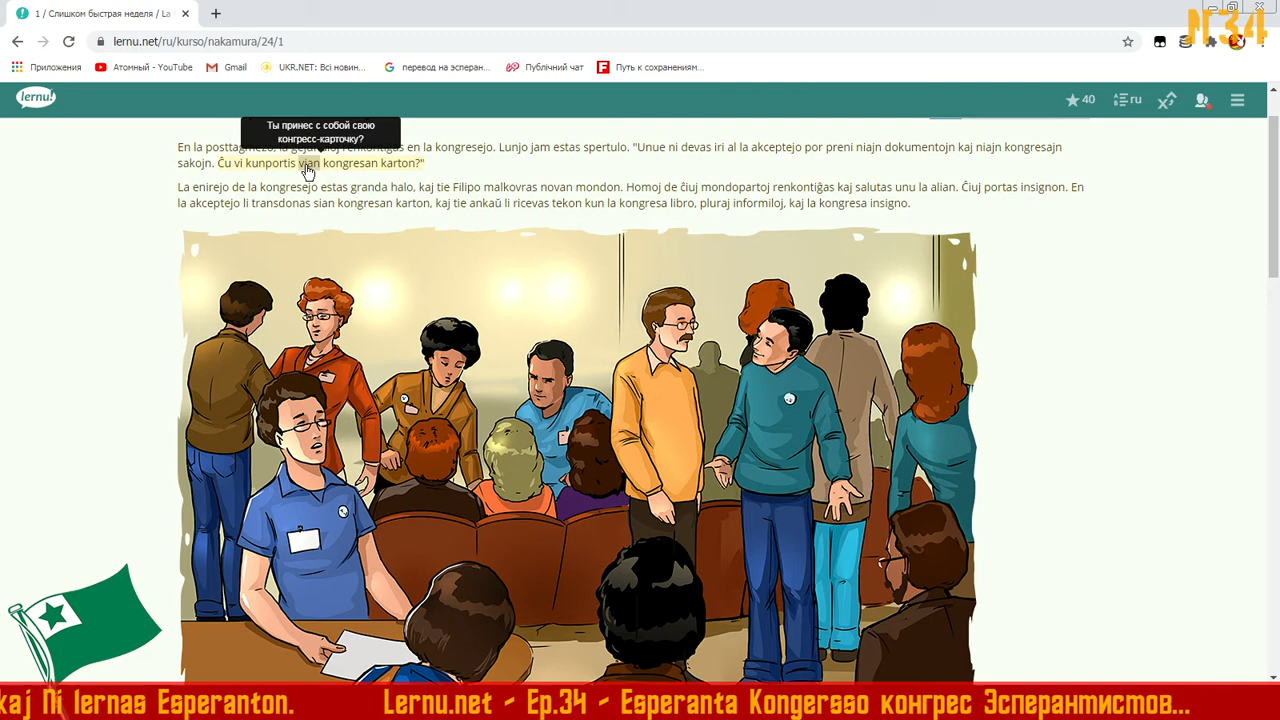 1 / Слишком быстрая неделя / La
lernu.net/ru/kurso/nakamura/24/1
№34
Приложения
Атомный - YouTube
Gmail
UKR.NET: Всі новин...
перевод на эсперан...
Публічний чат
Путь к сохранениям...
lernu!
40
ru
Ты принес с собой свою
конгресс-карточку?
En la posttagmezo, la gejunuloj renkontiĝas en la kongresejo. Lunjo jam estas spertulo. "Unue ni devas iri al la akceptejo por preni niajn dokumentojn kaj niajn kongresajn
sakojn. Ĉu vi kunportis vian kongresan karton?"
La enirejo de la kongresejo estas granda halo, kaj tie Filipo malkovras novan mondon. Homoj de ĉiuj mondopartoj renkontiĝas kaj salutas unu la alian. Ĉiuj portas insignon. En
la akceptejo li transdonas sian kongresan karton, kaj tie ankaŭ li ricevas tekon kun la kongresa libro, pluraj informiloj, kaj la kongresa insigno.
kaj Ni lernas Esperanton. Lernu.net - Ep.34 - Esperanta Kongersso конгрес Эсперантистов...